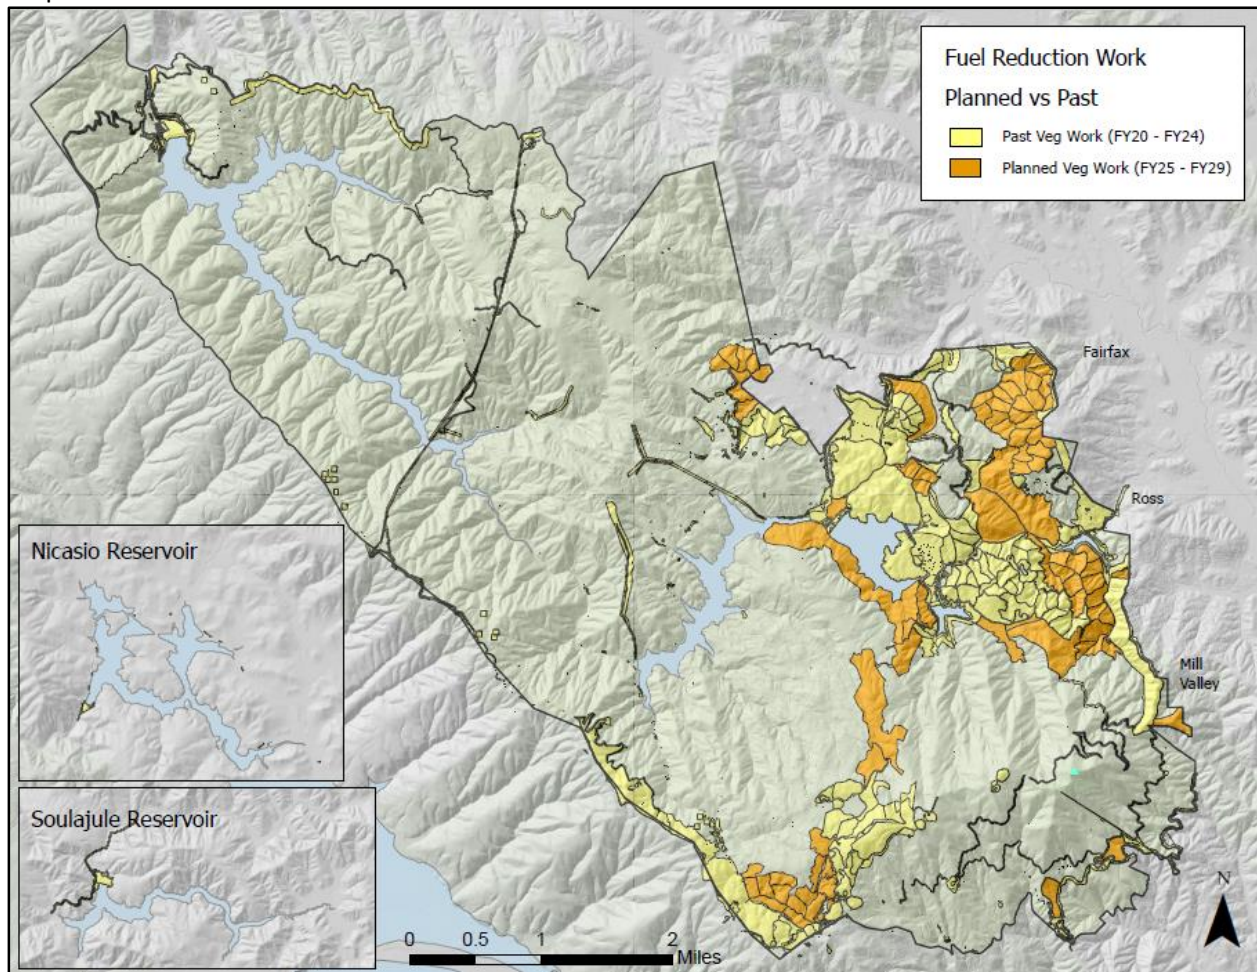 Fuel Reduction Work
Planned vs Past
Past Veg Work (FY20 - FY24)
Planned Veg Work (FY25 - FY29)
Fairfax
Ross
Nicasio Reservoir
Mill
Valley
Soulajule Reservoir
N
0 0.5 1 2
Miles